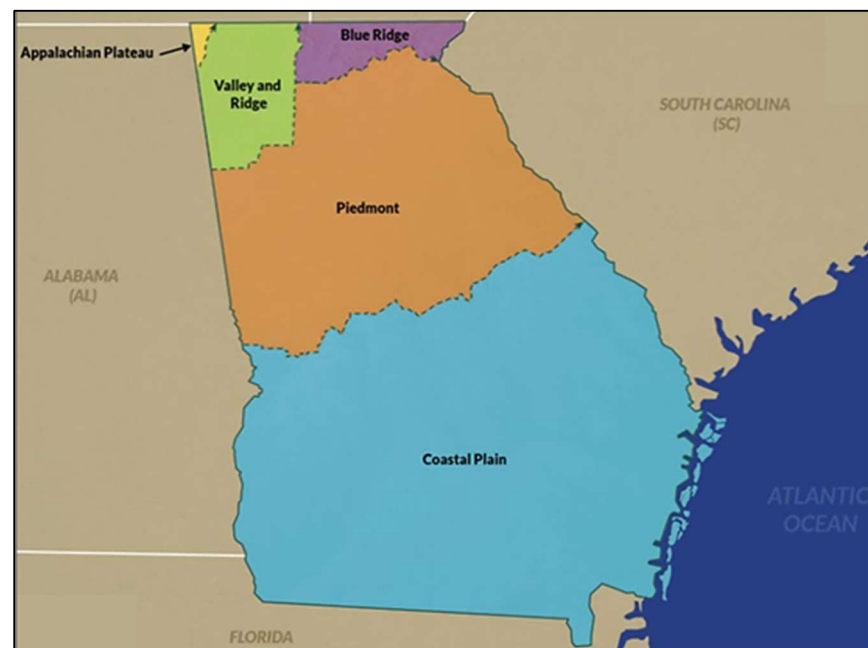 Blue Ridge
Appalachian Plateau
Valley and
Ridge
SOUTH CAROLINA
(SC)
Piedmont
ALABAMA
(AL)
Coastal Plain
ATLANTIC
OCEAN
FLORIDA